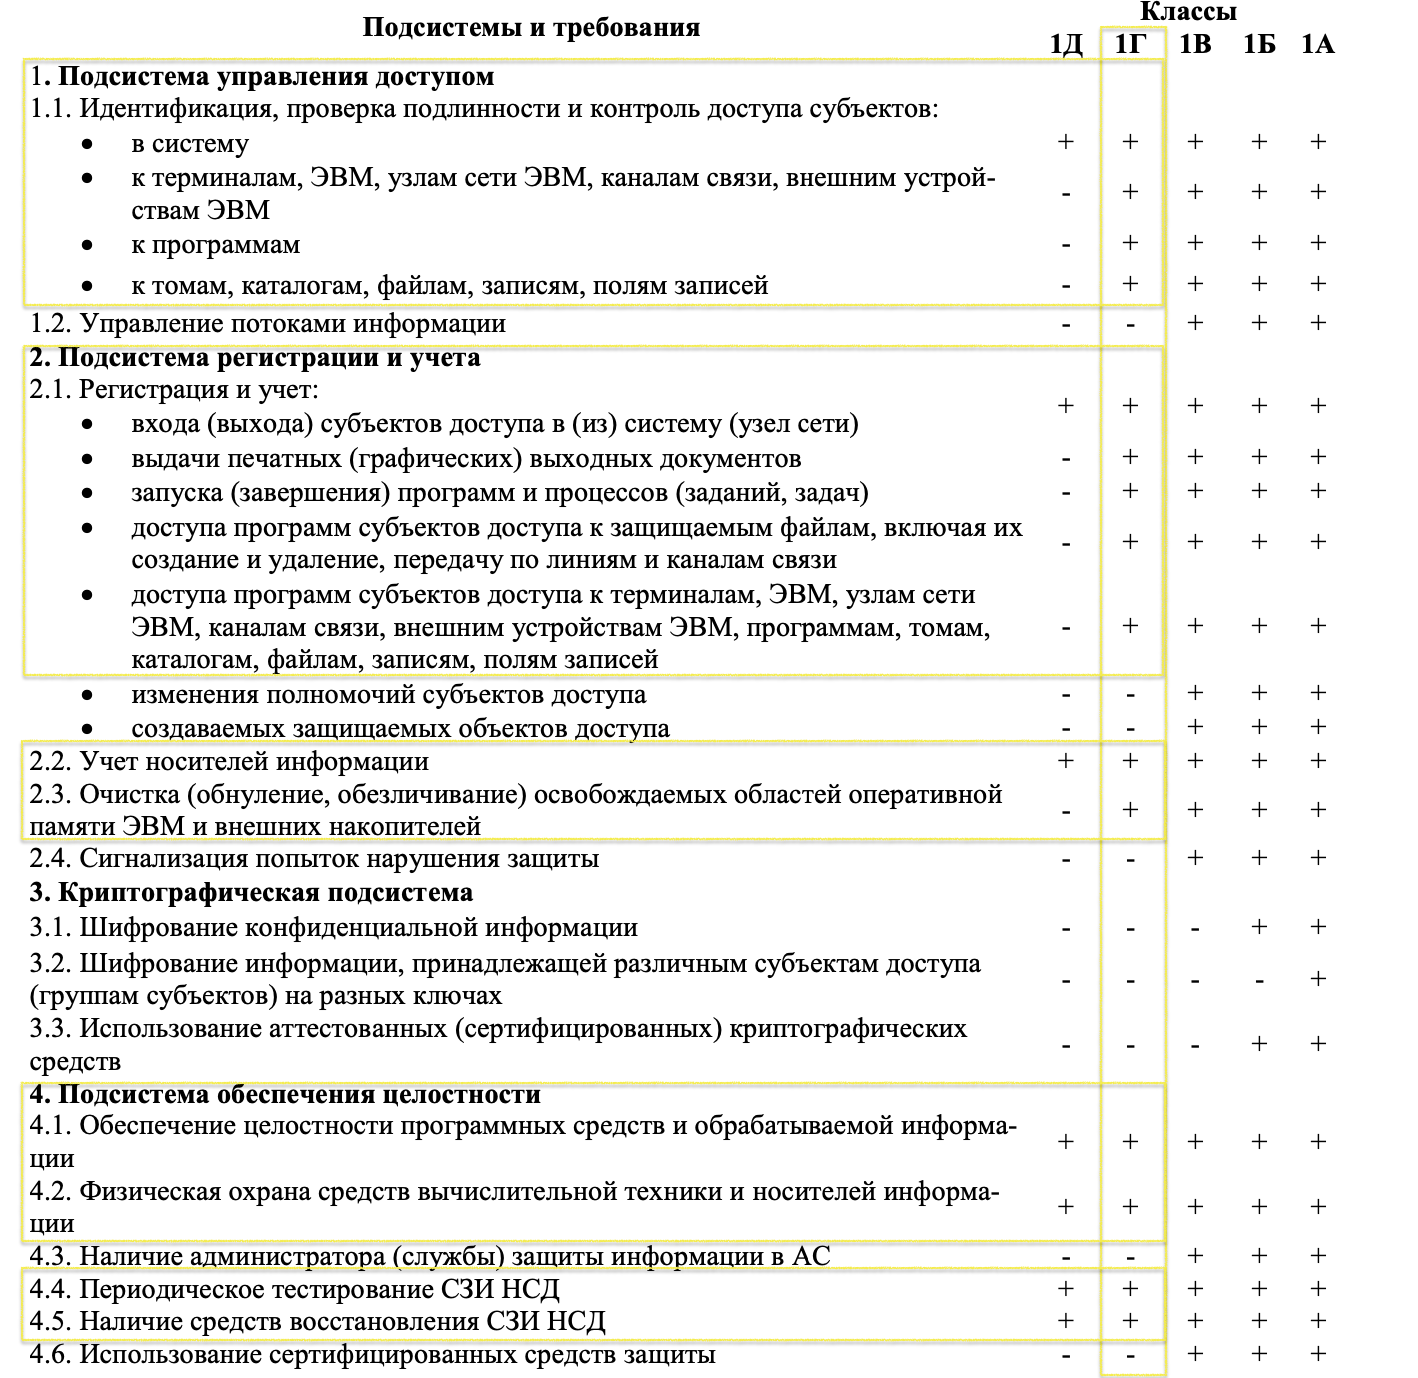 Подсистемы и требования Классы
1Д 1Г 1В 1Б 1А
1. Подсистема управления доступом
1.1. Идентификация, проверка подлинности и контроль доступа субъектов:
• в систему + + + + +
• к терминалам, ЭВМ, узлам сети ЭВМ, каналам связи, внешним устрой-
ствам ЭВМ - + + + +
• к программам - + + + +
• к томам, каталогам, файлам, записям, полям записей - + + + +
1.2. Управление потоками информации - - + + +
2. Подсистема регистрации и учета
2.1. Регистрация и учет: + + + + +
• входа (выхода) субъектов доступа в (из) систему (узел сети)
• выдачи печатных (графических) выходных документов - + + + +
• запуска (завершения) программ и процессов (заданий, задач) - + + + +
• доступа программ субъектов доступа к защищаемым файлам, включая их
создание и удаление, передачу по линиям и каналам связи - + + + +
• доступа программ субъектов доступа к терминалам, ЭВМ, узлам сети
ЭВМ, каналам связи, внешним устройствам ЭВМ, программам, томам, - + + + +
каталогам, файлам, записям, полям записей
• изменения полномочий субъектов доступа - - + + +
• создаваемых защищаемых объектов доступа - - + + +
2.2. Учет носителей информации + + + + +
2.3. Очистка (обнуление, обезличивание) освобождаемых областей оперативной
памяти ЭВМ и внешних накопителей - + + + +
2.4. Сигнализация попыток нарушения защиты - - + + +
3. Криптографическая подсистема
3.1. Шифрование конфиденциальной информации - - - + +
3.2. Шифрование информации, принадлежащей различным субъектам доступа
(группам субъектов) на разных ключах - - - - +
3.3. Использование аттестованных (сертифицированных) криптографических
средств - - - + +
4. Подсистема обеспечения целостности
4.1. Обеспечение целостности программных средств и обрабатываемой информа-
ции + + + + +
4.2. Физическая охрана средств вычислительной техники и носителей информа-
ции + + + + +
4.3. Наличие администратора (службы) защиты информации в АС - - + + +
4.4. Периодическое тестирование СЗИ НСД + + + + +
4.5. Наличие средств восстановления СЗИ НСД + + + + +
4.6. Использование сертифицированных средств защиты - - + + +